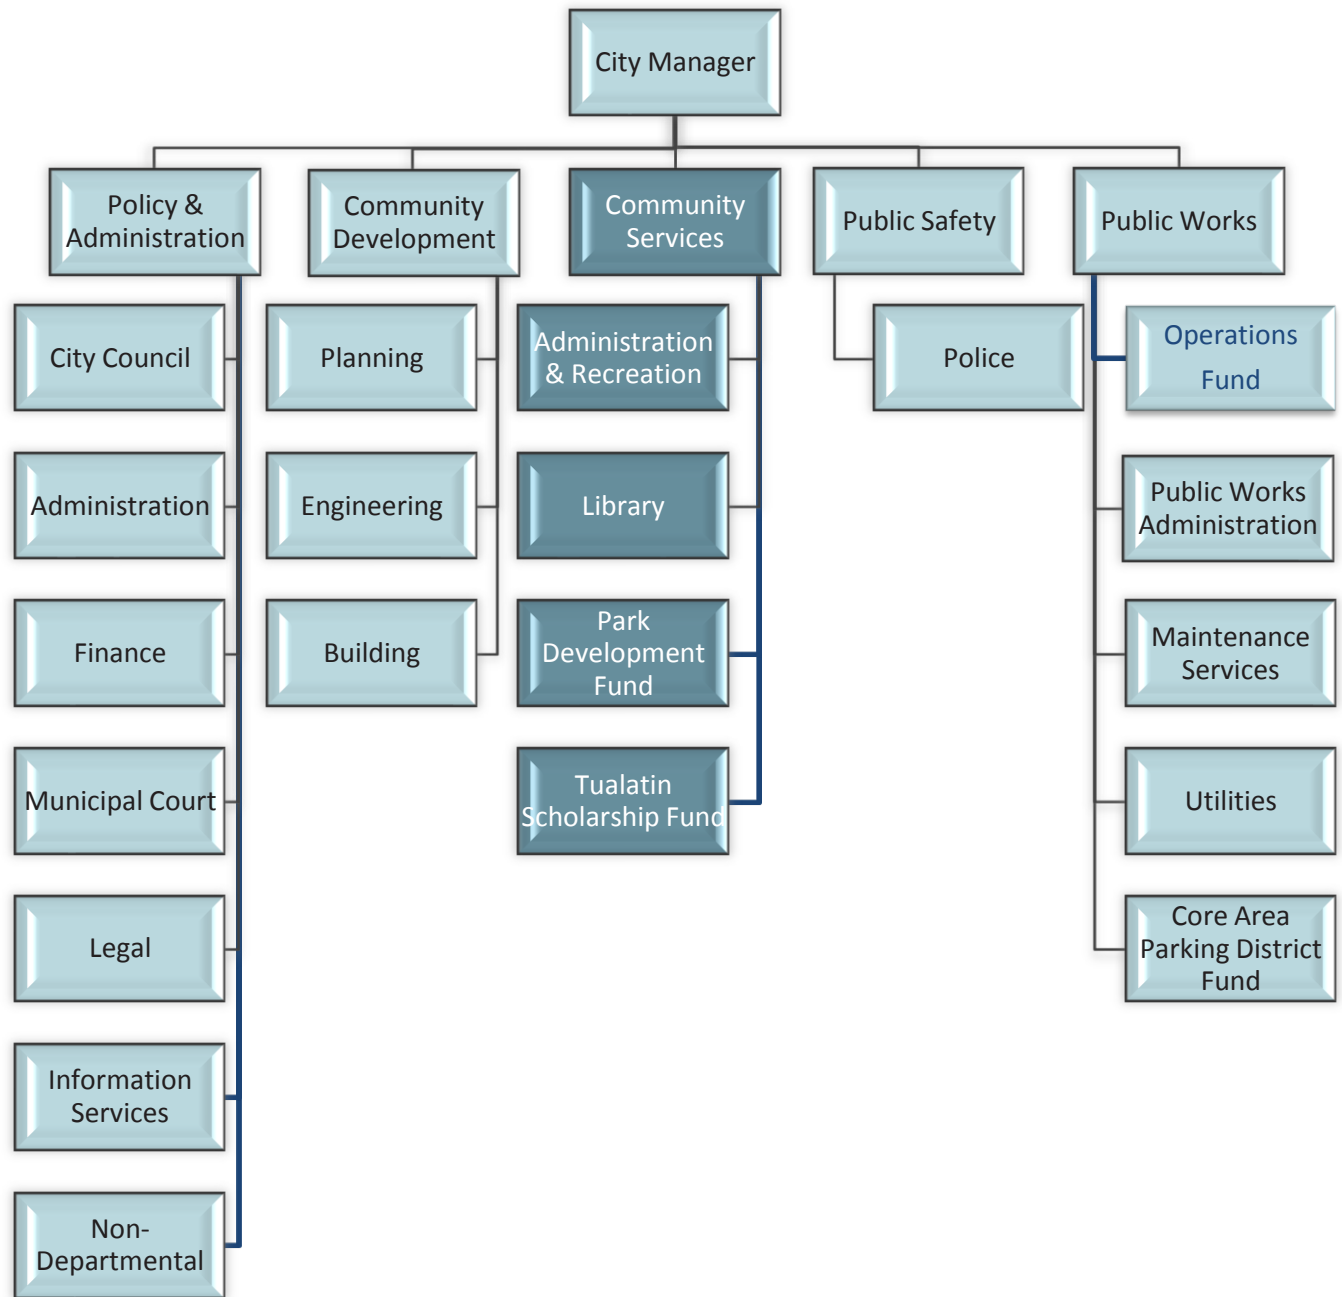 City Manager
Policy &
Administration
City Council
Administration
Finance
Municipal Court
Legal
Information
Services
Non-
Departmental
Community
Development
Planning
Engineering
Building
Community
Services
Administration
& Recreation
Library
Park
Development
Fund
Tualatin
Scholarship Fund
Public Safety
Police
Public Works
Operations
Fund
Public Works
Administration
Maintenance
Services
Utilities
Core Area
Parking District
Fund